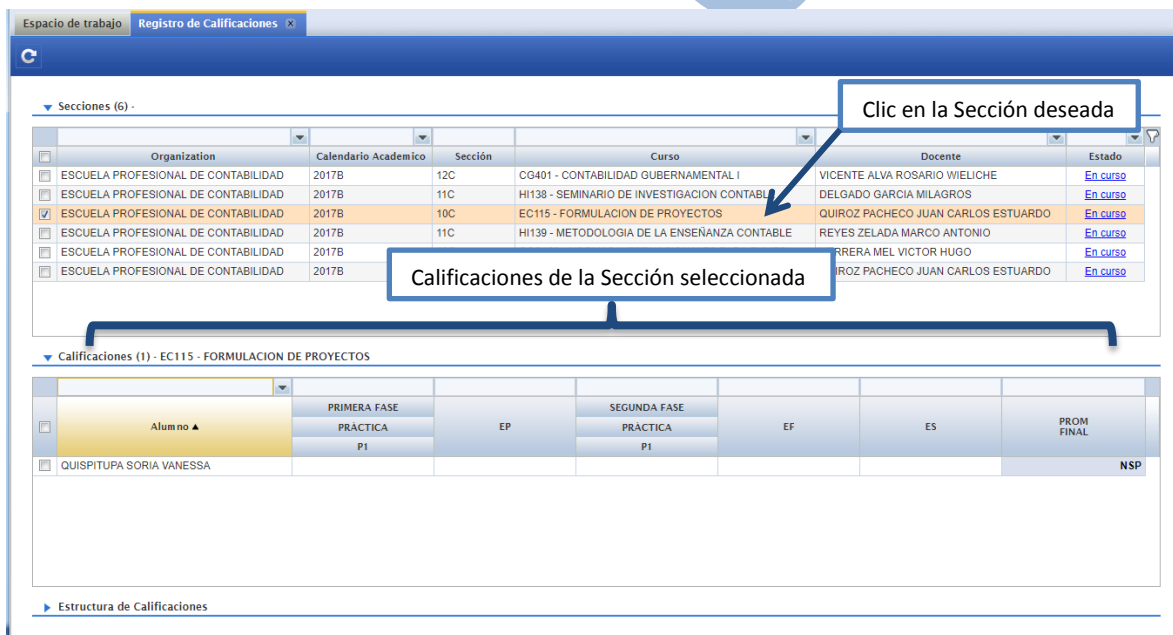 Espacio de trabajo Registro de Calificaciones
Secciones (6) -
Clic en la Sección deseada
Organization Calendario Academico Sección Curso Docente Estado
ESCUELA PROFESIONAL DE CONTABILIDAD 2017B 12C CG401 - CONTABILIDAD GUBERNAMENTAL I VICENTE ALVA ROSARIO WIELICHE En curso
ESCUELA PROFESIONAL DE CONTABILIDAD 2017B 11C HI138 - SEMINARIO DE INVESTIGACION CONTABL DELGADO GARCIA MILAGROS En curso
ESCUELA PROFESIONAL DE CONTABILIDAD 2017B 10C EC115 - FORMULACION DE PROYECTOS QUIROZ PACHECO JUAN CARLOS ESTUARDO En curso
ESCUELA PROFESIONAL DE CONTABILIDAD 2017B 11C HI139 - METODOLOGIA DE LA ENSEÑANZA CONTABLE REYES ZELADA MARCO ANTONIO En curso
ESCUELA PROFESIONAL DE CONTABILIDAD 2017B MEL VICTOR HUGO En curso
ESCUELA PROFESIONAL DE CONTABILIDAD 2017B PACHECO JUAN CARLOS ESTUARDO En curso
Calificaciones de la Sección seleccionada
Calificaciones (1) - EC115 - FORMULACION DE PROYECTOS
Alumno PRIMERA FASE PRÁCTICA P1 EP SEGUNDA FASE PRÁCTICA P1 EF ES PROM FINAL
QUISPITUPA SORIA VANESSA NSP
Estructura de Calificaciones